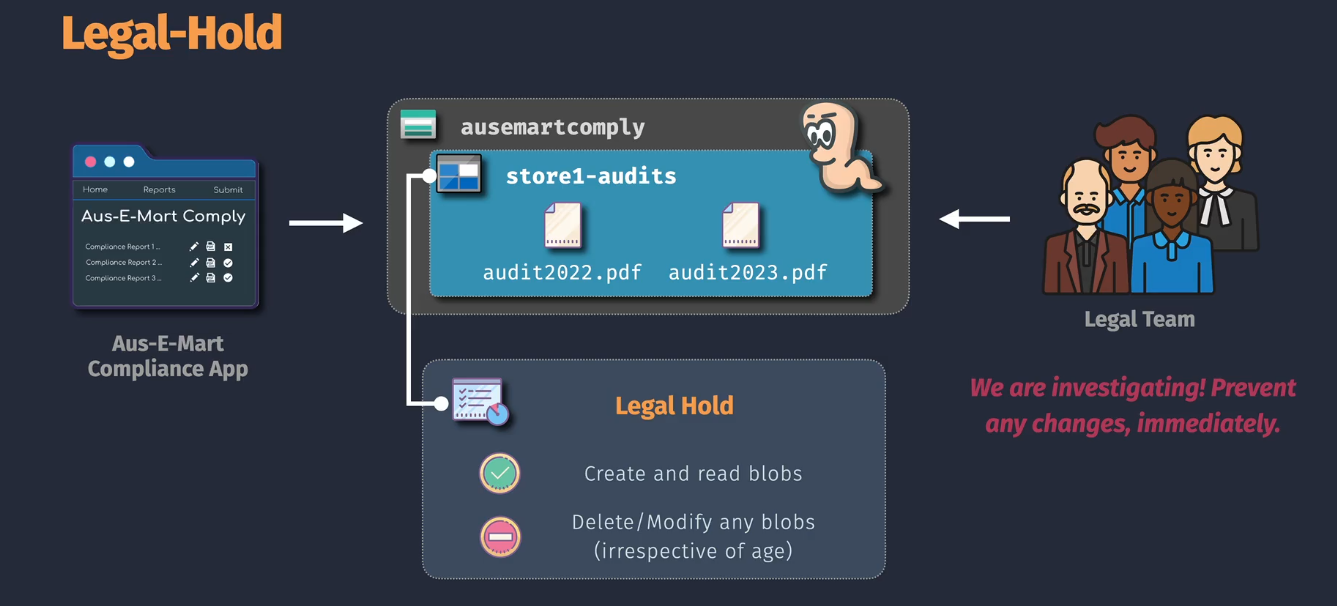 Legal-Hold
Home Reports Submit
Aus-E-Mart Comply
Compliance Report 1 ...
Compliance Report 2 ...
Compliance Report 3 ...
Aus-E-Mart
Compliance App
ausemartcomply
store1-audits
audit2022.pdf audit2023.pdf
Legal Hold
Create and read blobs
Delete/Modify any blobs
(irrespective of age)
Legal Team
We are investigating! Prevent
any changes, immediately.